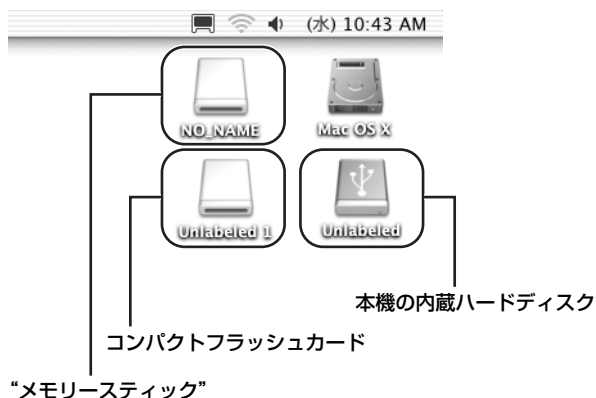 (水) 10:43 AM
NO_NAME
Mac OS X
Unlabeled 1
Unlabeled
本機の内蔵ハードディスク
コンパクトフラッシュカード
“メモリースティック”